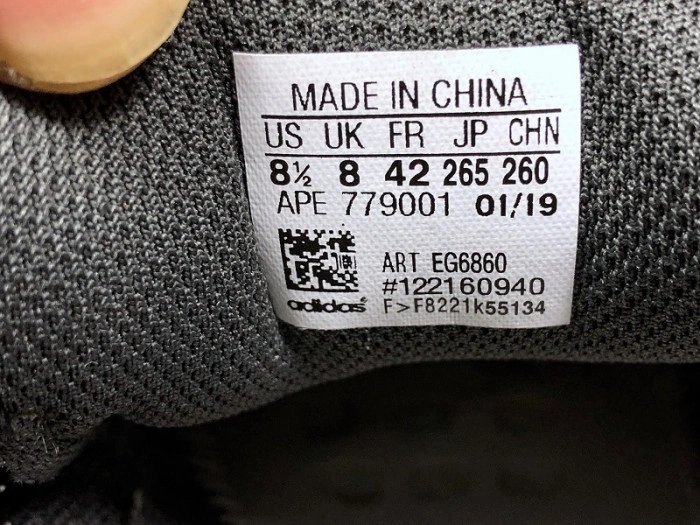 MADE IN CHINA
US UK FR JP CHN
8½ 8 42 265 260
APE 779001 01/19
ART EG6860
#122160940
adidas F>F8221k55134